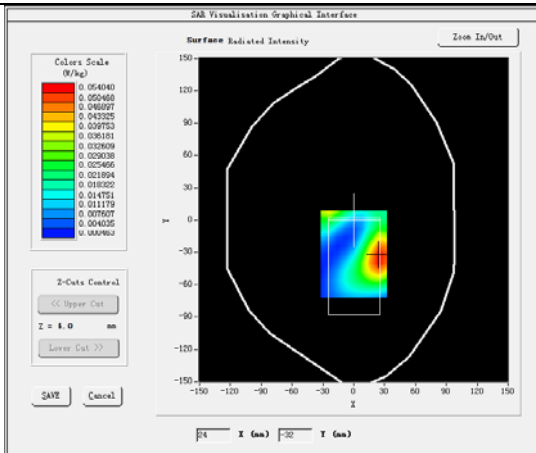 SAR Visualisation Graphical Interface
Surface Radiated Intensity
Zoom In/Out
Colors Scale
(W/kg)
0.054040
0.050468
0.046897
0.043325
0.039753
0.036181
0.032609
0.029038
0.025466
0.021894
0.018322
0.014751
0.011179
0.007607
0.004035
0.000463
150
120
90
60
30
0
-30
-60
-90
-120
-150
Y
-150 -120 -90 -60 -30 0 30 60 90 120 150
X
Z-Cuts Control
<< Upper Cut
Z = 4.0 mm
Lower Cut >>
SAVE Cancel
24 X (mm) -32 Y (mm)